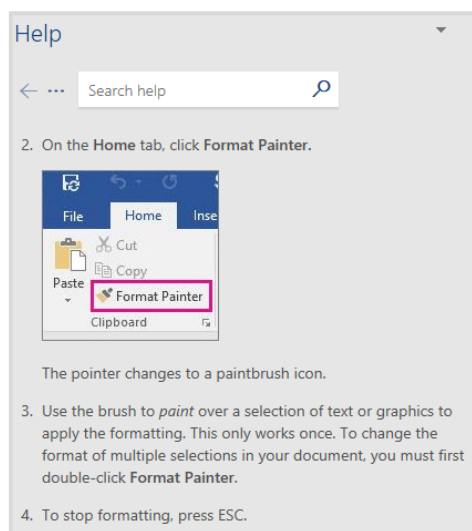 Help
Search help
2. On the Home tab, click Format Painter.
File Home Inse
Cut
Copy
Paste
Format Painter
Clipboard
The pointer changes to a paintbrush icon.
3. Use the brush to paint over a selection of text or graphics to
apply the formatting. This only works once. To change the
format of multiple selections in your document, you must first
double-click Format Painter.
4. To stop formatting, press ESC.